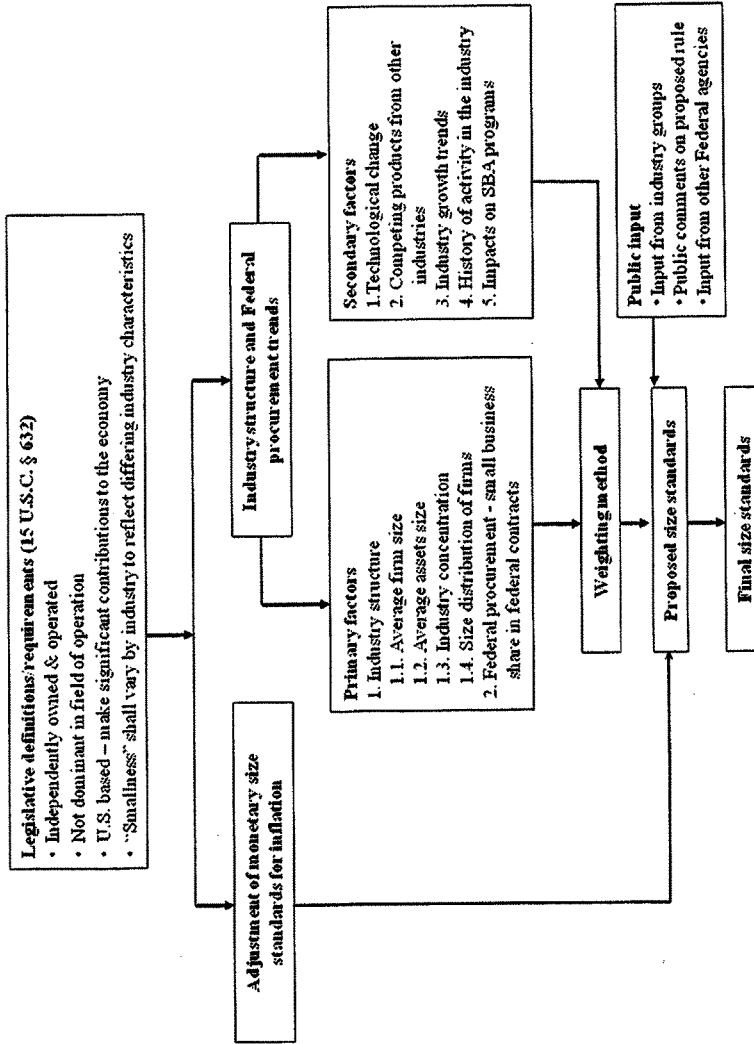 Legislative definitions/requirements (15 U.S.C. § 632)
• Independently owned & operated
• Not dominant in field of operation
• U.S. based – make significant contributions to the economy
• "Smallness" shall vary by industry to reflect differing industry characteristics
Adjustment of monetary size
standards for inflation
Industry structure and Federal
procurement trends
Primary factors
1. Industry structure
1.1. Average firm size
1.2. Average assets size
1.3. Industry concentration
1.4. Size distribution of firms
2. Federal procurement - small business
share in federal contracts
Secondary factors
1.Technological change
2. Competing products from other
industries
3. Industry growth trends
4. History of activity in the industry
5. Impacts on SBA programs
Weighting method
Proposed size standards
Public input
• Input from industry groups
• Public comments on proposed rule
• Input from other Federal agencies
Final size standards